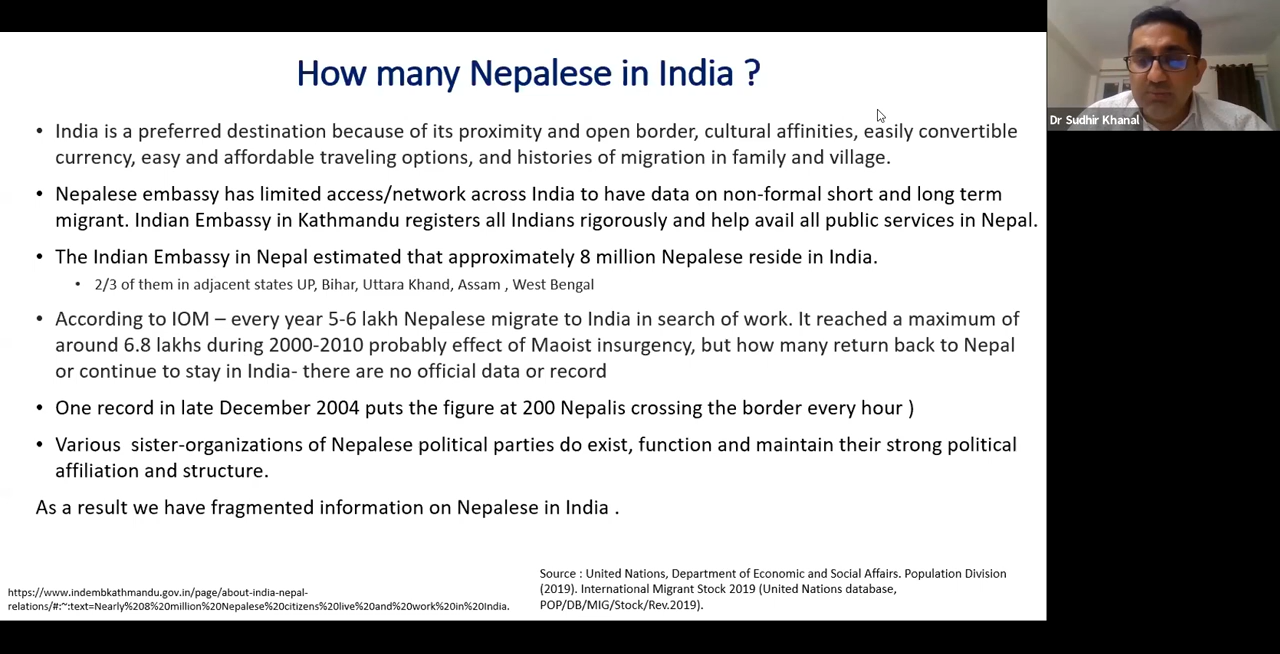 How many Nepalese in India ?
• India is a preferred destination because of its proximity and open border, cultural affinities, easily convertible
currency, easy and affordable traveling options, and histories of migration in family and village.
• Nepalese embassy has limited access/network across India to have data on non-formal short and long term
migrant. Indian Embassy in Kathmandu registers all Indians rigorously and help avail all public services in Nepal.
• The Indian Embassy in Nepal estimated that approximately 8 million Nepalese reside in India.
• 2/3 of them in adjacent states UP, Bihar, Uttara Khand, Assam , West Bengal
• According to IOM – every year 5-6 lakh Nepalese migrate to India in search of work. It reached a maximum of
around 6.8 lakhs during 2000-2010 probably effect of Maoist insurgency, but how many return back to Nepal
or continue to stay in India- there are no official data or record
• One record in late December 2004 puts the figure at 200 Nepalis crossing the border every hour )
• Various  sister-organizations of Nepalese political parties do exist, function and maintain their strong political
affiliation and structure.
As a result we have fragmented information on Nepalese in India .
https://www.indembkathmandu.gov.in/page/about-india-nepal-
relations/#:~:text=Nearly%208%20million%20Nepalese%20citizens%20live%20and%20work%20in%20India.
Source : United Nations, Department of Economic and Social Affairs. Population Division
(2019). International Migrant Stock 2019 (United Nations database,
POP/DB/MIG/Stock/Rev.2019).
Dr Sudhir Khanal